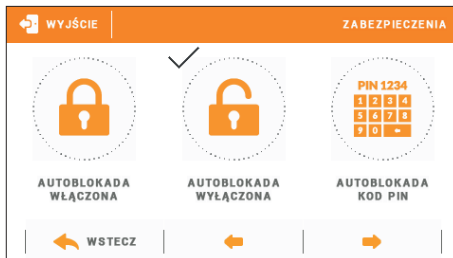 WYJŚCIE
ZABEZPIECZENIA
AUTOBLOKADA
WŁĄCZONA
AUTOBLOKADA
WYŁĄCZONA
PIN 1234
1 2 3 4
5 6 7 8
9 0
AUTOBLOKADA
KOD PIN
WSTECZ